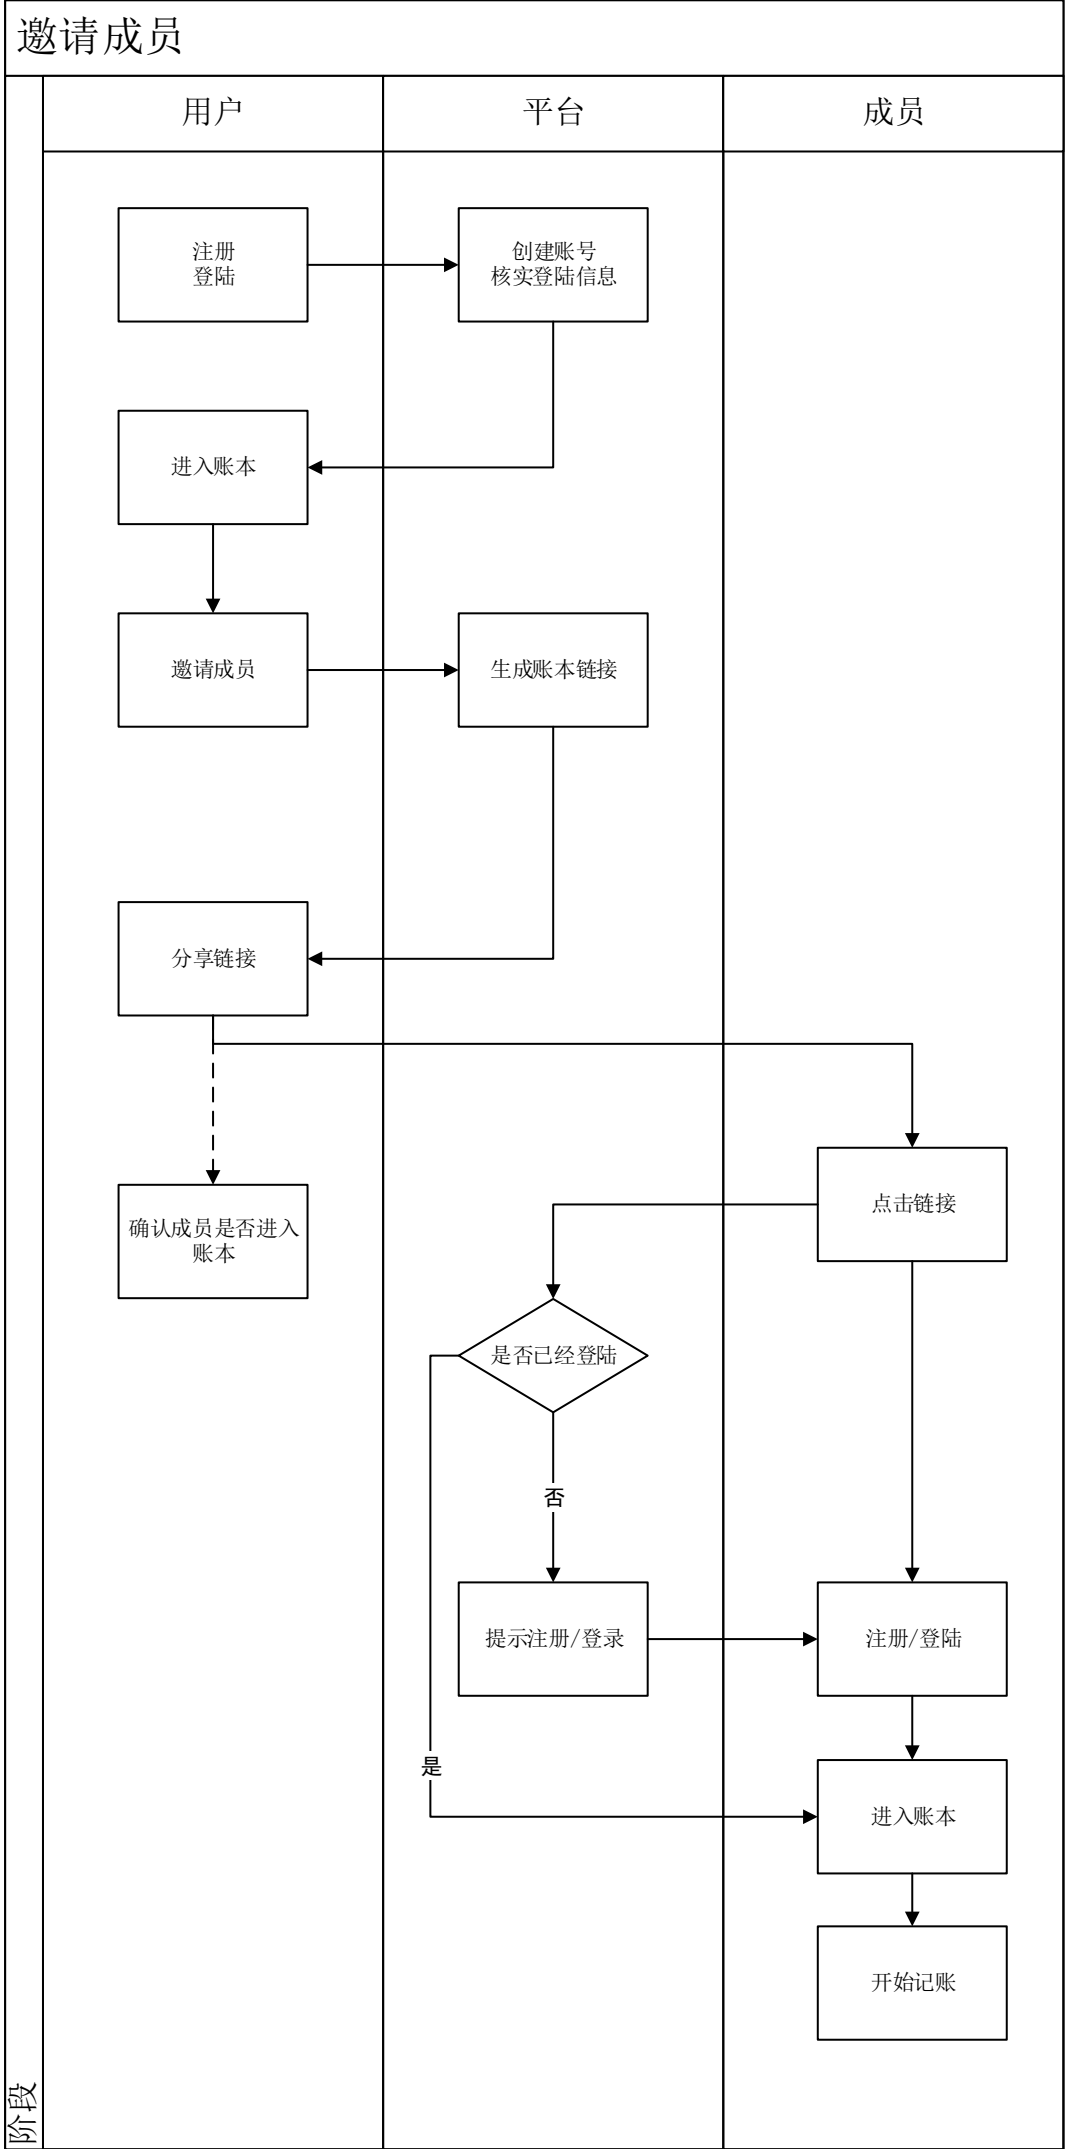 邀请成员
用户
平台
成员
注册
登陆
创建账号
核实登陆信息
进入账本
邀请成员
生成账本链接
分享链接
点击链接
确认成员是否进入
账本
是否已经登陆
否
提示注册/登录
注册/登陆
是
进入账本
开始记账
阶段